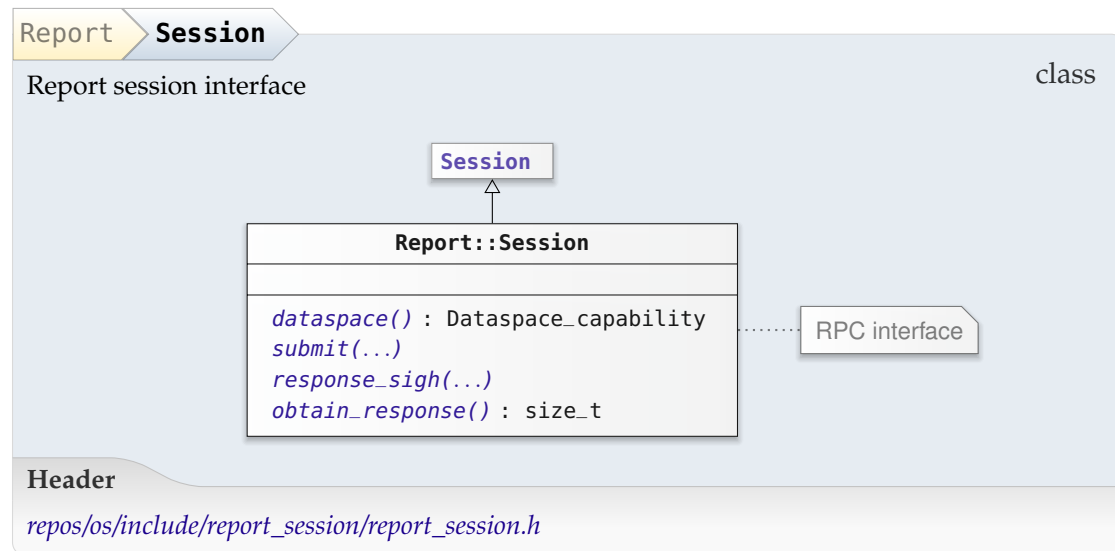 Report Session
class
Report session interface
Session
Report::Session
dataspace() : Dataspace_capability
submit(...)
response_sigh(...)
obtain_response() : size_t
RPC interface
Header
repos/os/include/report_session/report_session.h